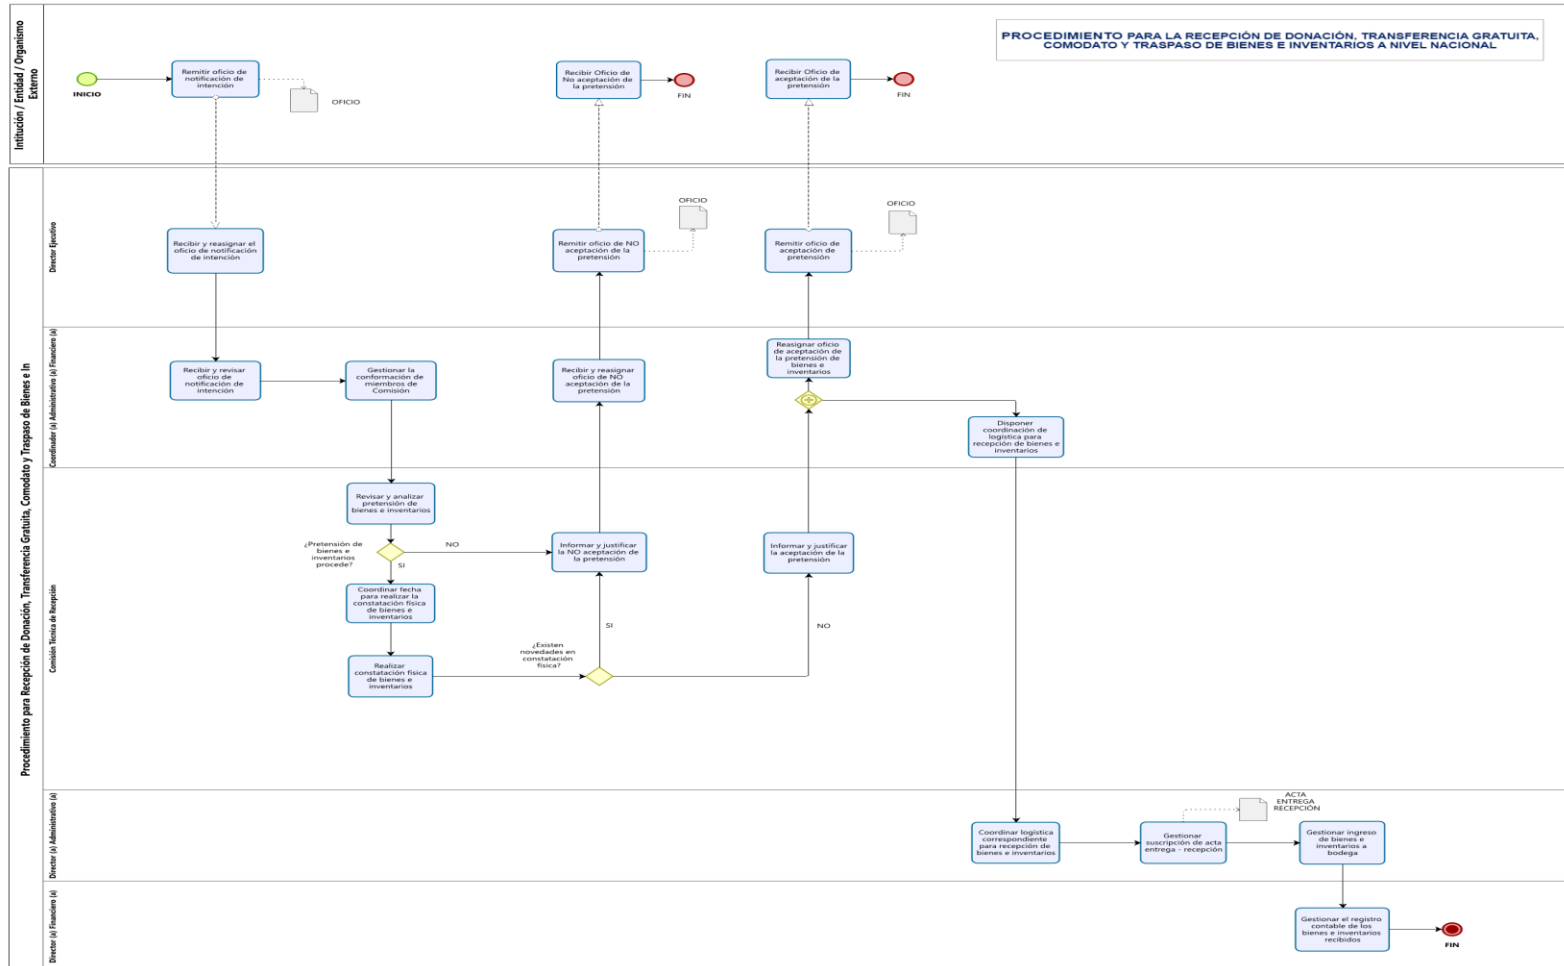 PROCEDIMIENTO PARA LA RECEPCIÓN DE DONACIÓN, TRANSFERENCIA GRATUITA,
COMODATO Y TRASPASO DE BIENES E INVENTARIOS A NIVEL NACIONAL
Intitución / Entidad / Organismo
Externo
INICIO
Remitir oficio de
notificación de
intención
OFICIO
Recibir Oficio de
No aceptación de
la pretensión
FIN
Recibir Oficio de
aceptación de la
pretensión
FIN
Procedimiento para Recepción de Donación, Transferencia Gratuita, Comodato y Traspaso de Bienes e In
Director Ejecutivo
Recibir y reasignar el
oficio de notificación
de intención
Remitir oficio de NO
aceptación de la
pretensión
OFICIO
Remitir oficio de
aceptación de
pretensión
OFICIO
Coordinador (a) Administrativo (a) Financiero (a)
Recibir y revisar
oficio de
notificación de
intención
Gestionar la
conformación de
miembros de
Comisión
Recibir y reasignar
oficio de NO
aceptación de la
pretensión
Reasignar oficio
de aceptación de
la pretensión de
bienes e
inventarios
Disponer
coordinación de
logística para
recepción de bienes e
inventarios
Comisión Técnica de Recepción
Revisar y analizar
pretensión de
bienes e inventarios
¿Pretensión de
bienes e
inventarios
procede?
NO
SI
Informar y justificar
la NO aceptación de
la pretensión
Informar y justificar
la aceptación de la
pretensión
Coordinar fecha
para realizar la
constatación física
de bienes e
inventarios
Realizar
constatación física
de bienes e
inventarios
¿Existen
novedades en
constatación
física?
SI
NO
Director (a) Administrativo (a)
Coordinar logística
correspondiente
para recepción de
bienes e inventarios
Gestionar
suscripción de acta
entrega - recepción
ACTA
ENTREGA
RECEPCIÓN
Gestionar ingreso
de bienes e
inventarios a
bodega
Director (a) Financiero (a)
Gestionar el registro
contable de los
bienes e inventarios
recibidos
FIN